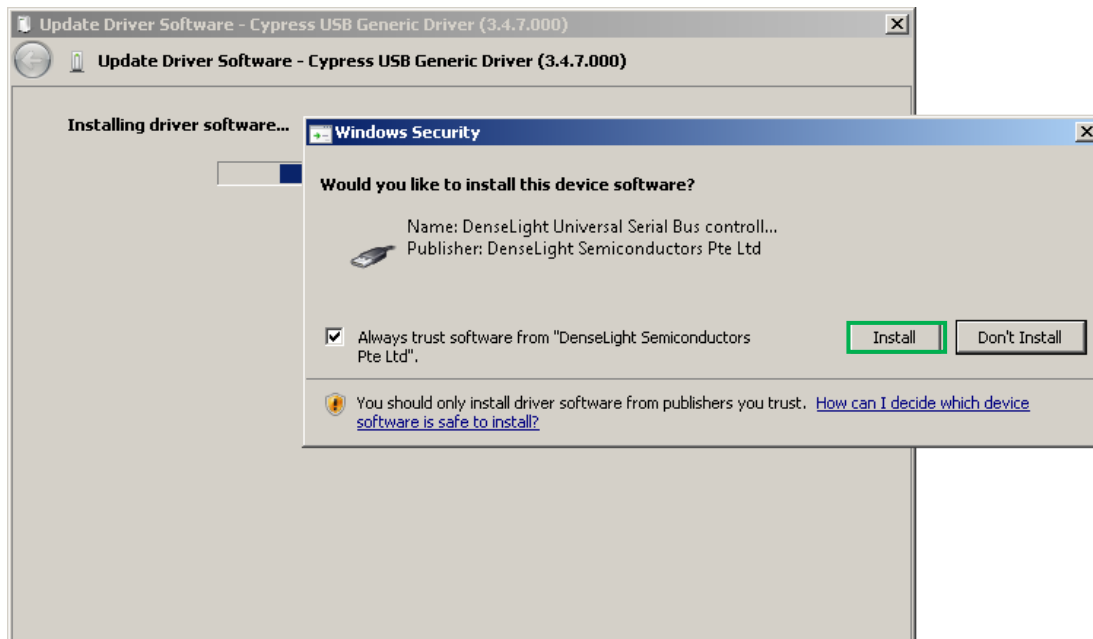 Update Driver Software - Cypress USB Generic Driver (3.4.7.000)
Update Driver Software - Cypress USB Generic Driver (3.4.7.000)
Installing driver software...
Windows Security
Would you like to install this device software?
Name: DenseLight Universal Serial Bus controll...
Publisher: DenseLight Semiconductors Pte Ltd
Always trust software from "DenseLight Semiconductors
Pte Ltd".
Install
Don't Install
You should only install driver software from publishers you trust. How can I decide which device
software is safe to install?